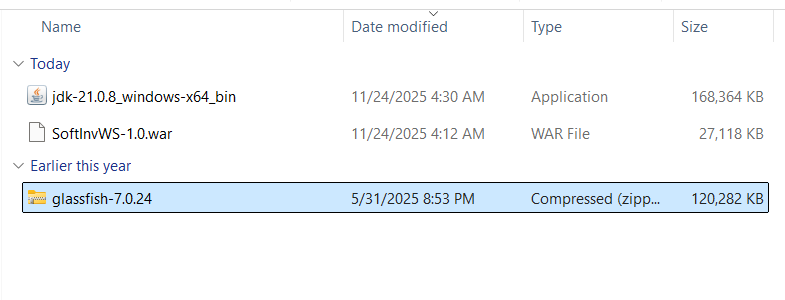 Name Date modified Type Size
Today
jdk-21.0.8_windows-x64_bin 11/24/2025 4:30 AM Application 168,364 KB
SoftInvWS-1.0.war 11/24/2025 4:12 AM WAR File 27,118 KB
Earlier this year
glassfish-7.0.24 5/31/2025 8:53 PM Compressed (zipp... 120,282 KB